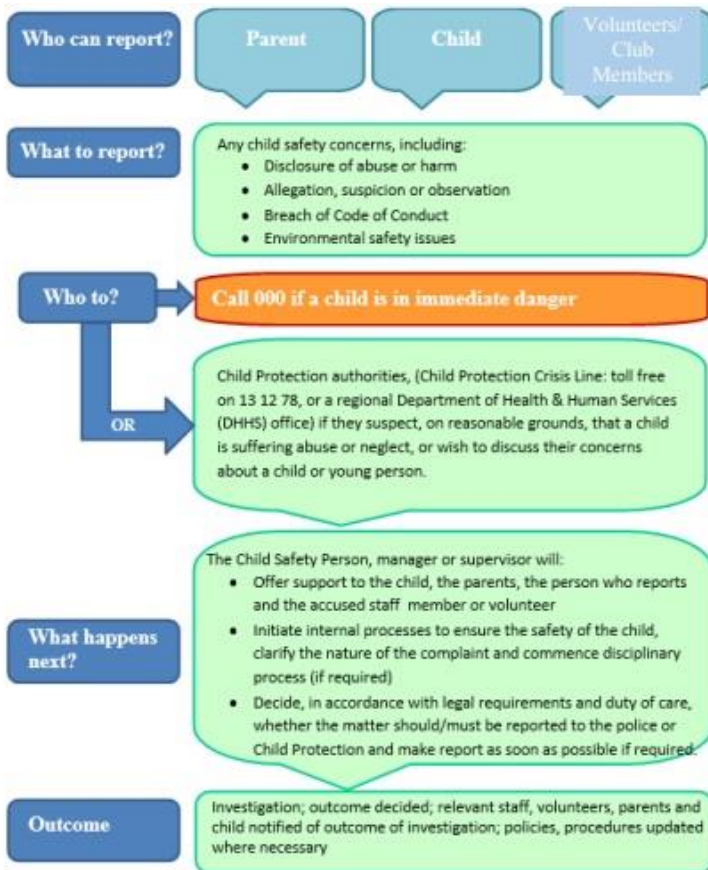 Who can report?
Parent
Child
Volunteers/
Club
Members
What to report?
Any child safety concerns, including:
• Disclosure of abuse or harm
• Allegation, suspicion or observation
• Breach of Code of Conduct
• Environmental safety issues
Who to?
Call 000 if a child is in immediate danger
OR
Child Protection authorities, (Child Protection Crisis Line: toll free
on 13 12 78, or a regional Department of Health & Human Services
(DHHS) office) if they suspect, on reasonable grounds, that a child
is suffering abuse or neglect, or wish to discuss their concerns
about a child or young person.
What happens
next?
The Child Safety Person, manager or supervisor will:
• Offer support to the child, the parents, the person who reports
and the accused staff member or volunteer
• Initiate internal processes to ensure the safety of the child,
clarify the nature of the complaint and commence disciplinary
process (if required)
• Decide, in accordance with legal requirements and duty of care,
whether the matter should/must be reported to the police or
Child Protection and make report as soon as possible if required.
Outcome
Investigation; outcome decided; relevant staff, volunteers, parents and
child notified of outcome of investigation; policies, procedures updated
where necessary